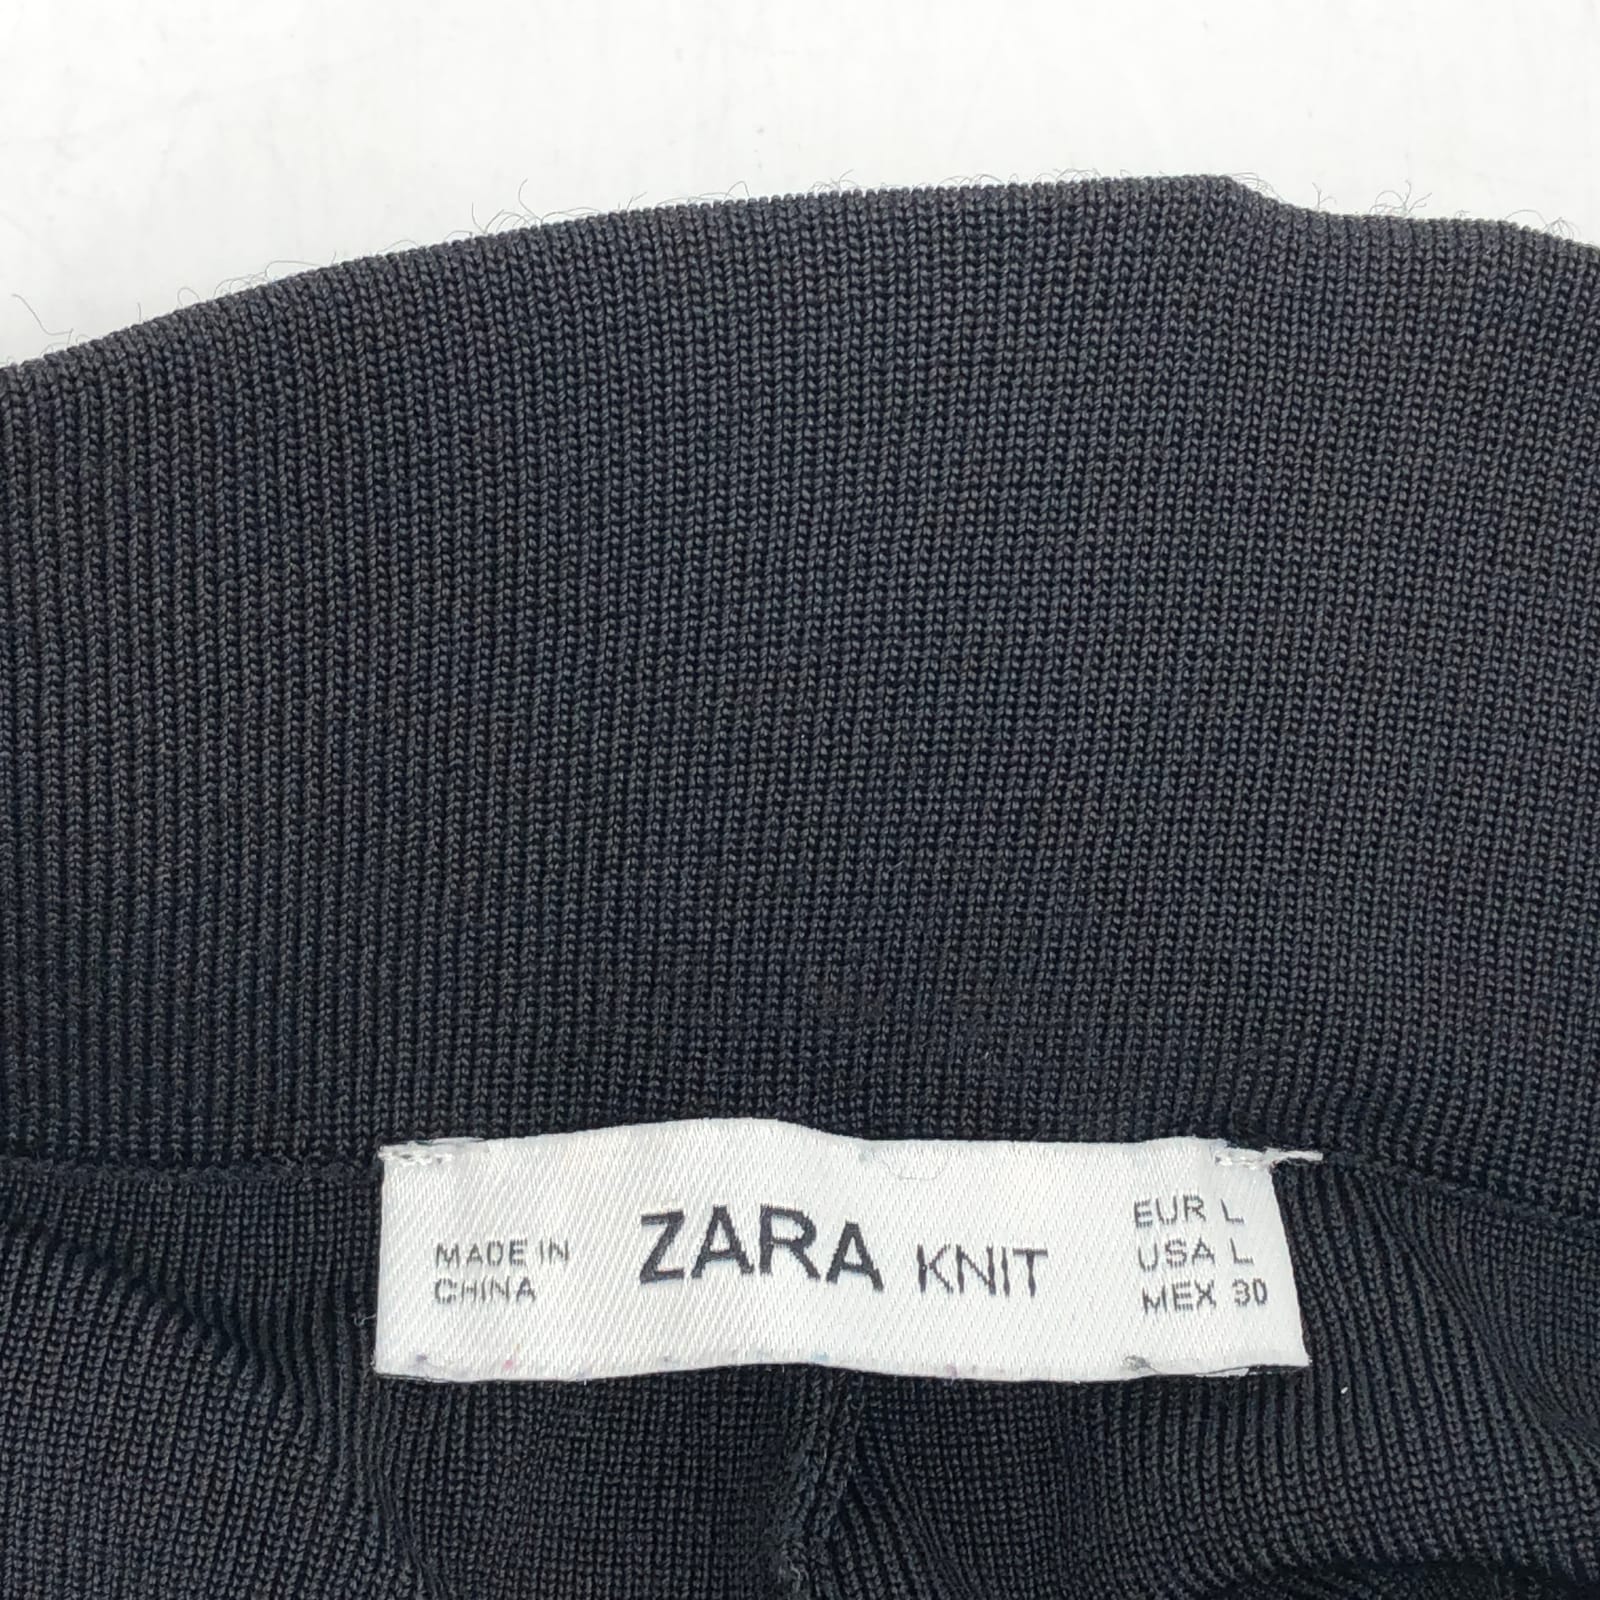 MADE IN
CHINA
ZARA KNIT
EUR L
USA L
MEX 30